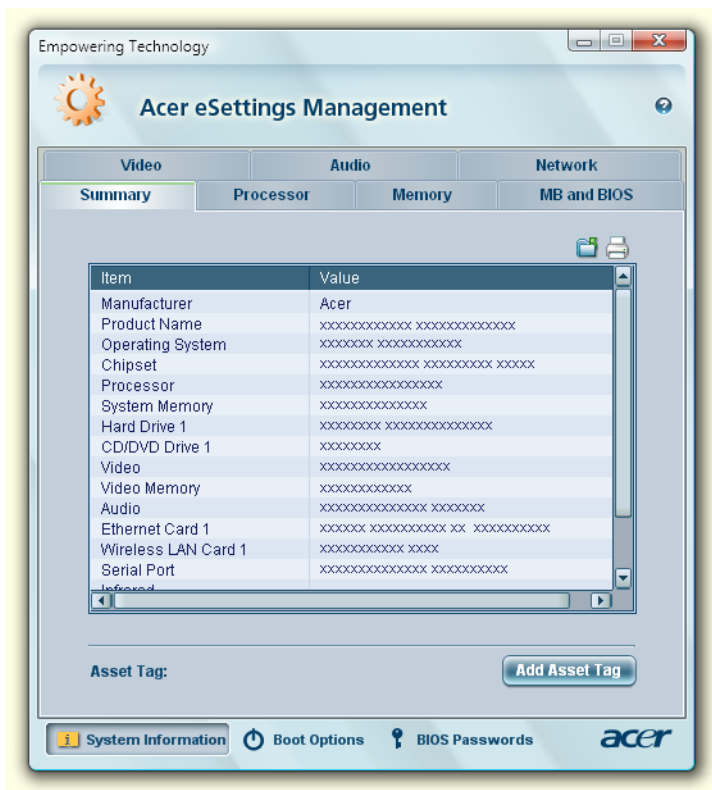 Empowering Technology
Acer eSettings Management
Video Audio Network
Summary Processor Memory MB and BIOS
Item Value
Manufacturer Acer
Product Name xxxxxxxxxxxx xxxxxxxxxxxxx
Operating System xxxxxxx xxxxxxxxxxx
Chipset xxxxxxxxxxxxx xxxxxxxxx xxxxx
Processor xxxxxxxxxxxxxxxx
System Memory xxxxxxxxxxxxxx
Hard Drive 1 xxxxxxxx xxxxxxxxxxxxxx
CD/DVD Drive 1 xxxxxxxx
Video xxxxxxxxxxxxxxxxx
Video Memory xxxxxxxxxxxx
Audio xxxxxxxxxxxxxx xxxxxxx
Ethernet Card 1 xxxxxx xxxxxxxxxx xx xxxxxxxxxx
Wireless LAN Card 1 xxxxxxxxxxx xxxx
Serial Port xxxxxxxxxxxxxx xxxxxxxxxx
Infrared
Asset Tag: Add Asset Tag
System Information Boot Options BIOS Passwords acer